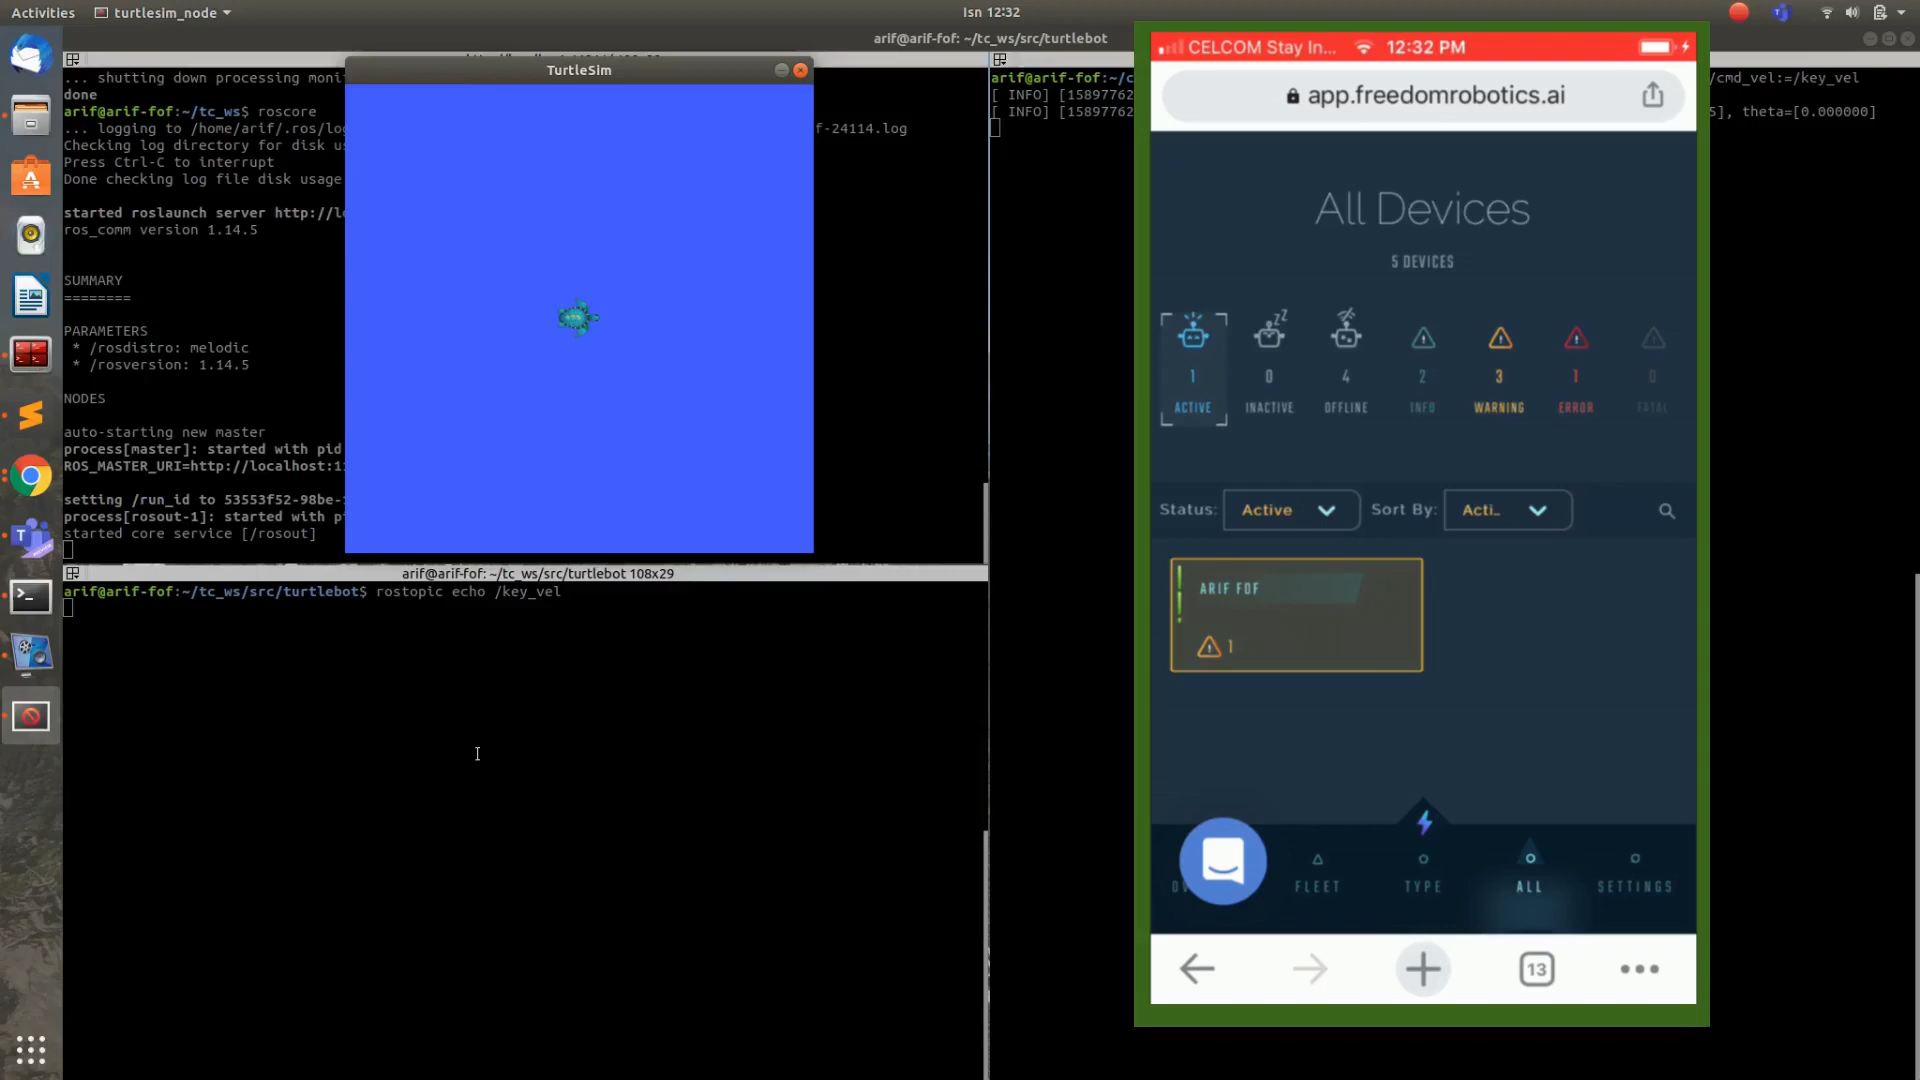 Activities
turtlesim_node
Isn 12:32
arif@arif-fof: ~/tc_ws/src/turtlebot
... shutting down processing moni
done
arif@arif-fof:~/tc_ws$ roscore
... logging to /home/arif/.ros/log
f-24114.log
Checking log directory for disk us
Press Ctrl-C to interrupt
Done checking log file disk usage
started roslaunch server http://lo
ros_comm version 1.14.5
SUMMARY
========
PARAMETERS
* /rosdistro: melodic
* /rosversion: 1.14.5
NODES
auto-starting new master
process[master]: started with pid
ROS_MASTER_URI=http://localhost:11
setting /run_id to 53553f52-98be-
process[rosout-1]: started with p
started core service [/rosout]
TurtleSim
arif@arif-fof: ~/tc_ws/src/turtlebot 108x29
arif@arif-fof:~/tc_ws/src/turtlebot$ rostopic echo /key_vel
arif@arif-fof:~/c
/cmd_vel:=/key_vel
[ INFO] [15897762
[ INFO] [15897762
5], theta=[0.000000]
CELCOM Stay In...
12:32 PM
app.freedomrobotics.ai
All Devices
5 DEVICES
1 0 4 2 3 1 0
ACTIVE INACTIVE OFFLINE INFO WARNING ERROR FATAL
Status: Active Sort By: Acti...
ARIF FOF
1
FLEET TYPE ALL SETTINGS
13